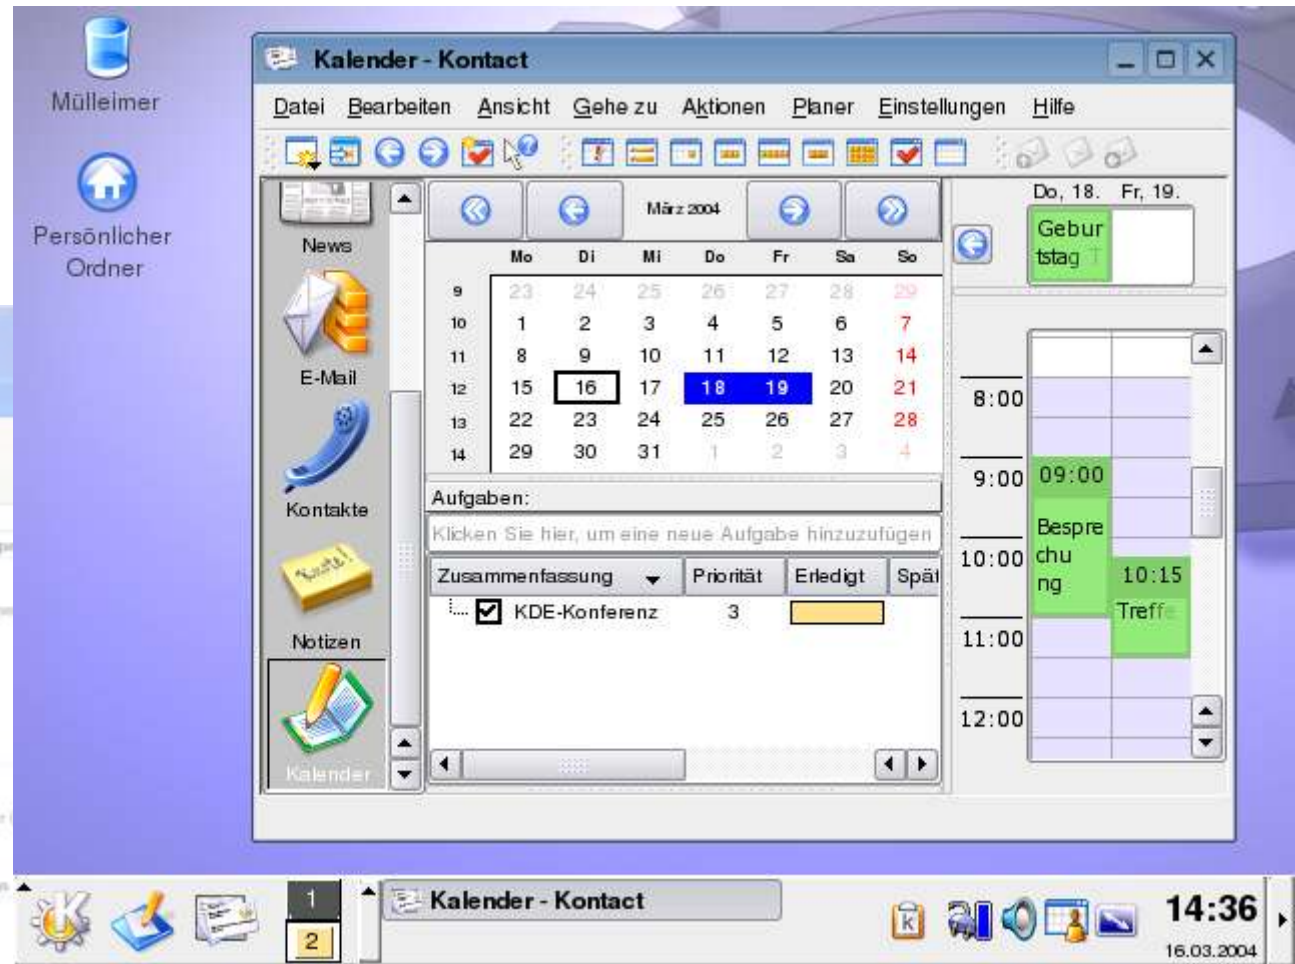 Mülleimer
Persönlicher
Ordner
Kalender - Kontact
Datei Bearbeiten Ansicht Gehe zu Aktionen Planer Einstellungen Hilfe
News
E-Mail
Kontakte
Notizen
Kalender
März 2004
Mo Di Mi Do Fr Sa So
9 23 24 25 26 27 28 29
10 1 2 3 4 5 6 7
11 8 9 10 11 12 13 14
12 15 16 17 18 19 20 21
13 22 23 24 25 26 27 28
14 29 30 31 1 2 3 4
Aufgaben:
Klicken Sie hier, um eine neue Aufgabe hinzuzufügen
Zusammenfassung Priorität Erledigt Spät
KDE-Konferenz 3
Do, 18. Fr, 19.
Gebur
tstag T
8:00
9:00 09:00
Bespre
10:00 chu
ng
10:15
Treffe
11:00
12:00
1
2
Kalender - Kontact
14:36
16.03.2004